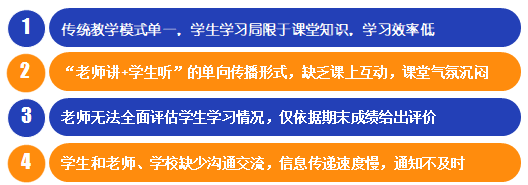 1 传统教学模式单一，学生学习局限于课堂知识，学习效率低
2 “老师讲+学生听”的单向传播形式，缺乏课上互动，课堂气氛沉闷
3 老师无法全面评估学生学习情况，仅依据期末成绩给出评价
4 学生和老师、学校缺少沟通交流，信息传递速度慢，通知不及时